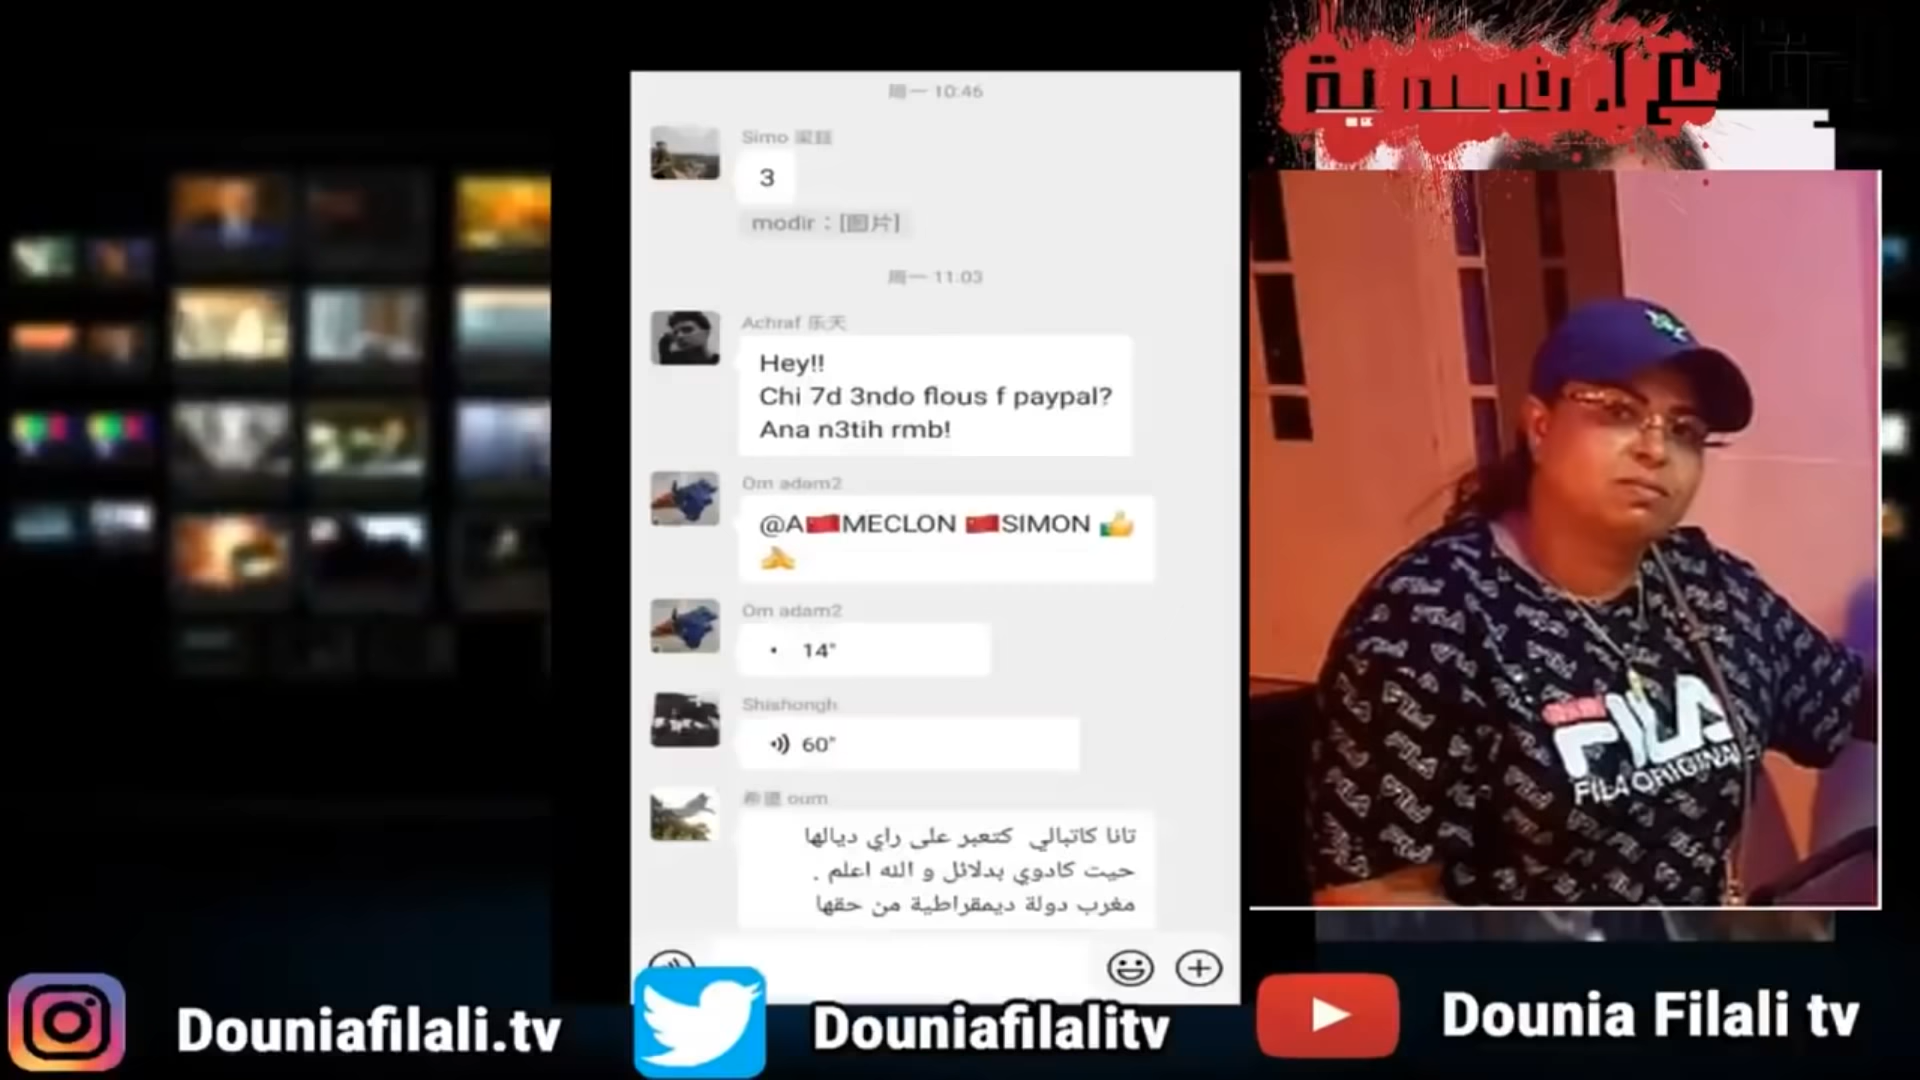 周一 10:46
Simo
3
modir：[图片]
周一 11:03
Achraf 乐天
Hey!!
Chi 7d 3ndo flous f paypal?
Ana n3tih rmb!
Om adam2
@A🇨🇳MECLON 🇨🇳SIMON 👍
🍌
Om adam2
14"
Shishongh
60"
希望 oum
تانا كاتبالي كتعبر على راي ديالها
حيت كادوي بدلائل و الله اعلم .
مغرب دولة ديمقراطية من حقها
FILA
FILA ORIGINAL
Douniafilali.tv
Douniafilalitv
Dounia Filali tv